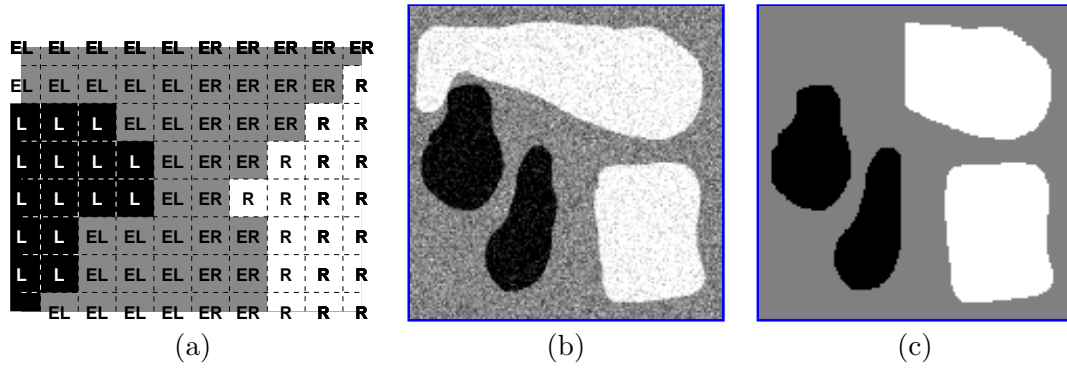 EL EL EL EL EL ER ER ER ER ER
EL EL EL EL EL ER ER ER ER R
L L L EL EL ER ER ER R R
L L L L EL ER ER R R R
L L L L EL ER R R R R
L L EL EL EL ER ER R R R
L L EL EL EL ER ER R R R
EL EL EL EL ER ER R R R
(a) (b) (c)